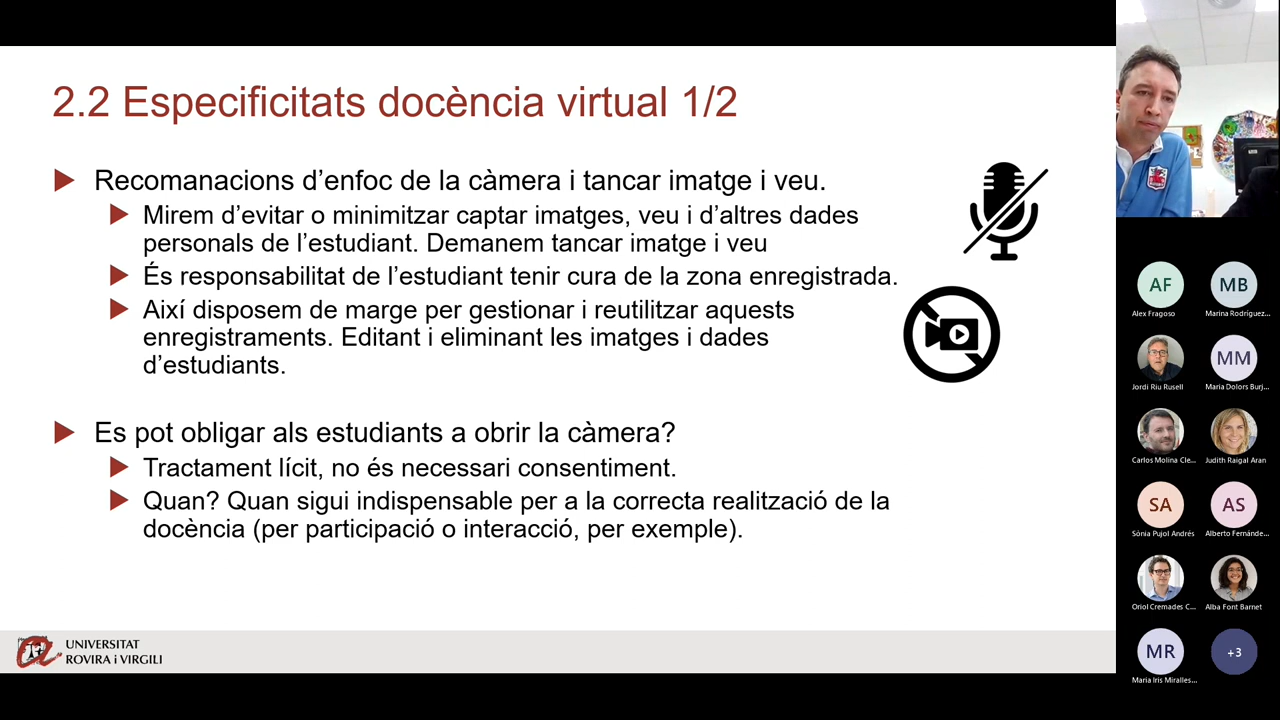 2.2 Especificitats docència virtual 1/2
Recomanacions d’enfoc de la càmera i tancar imatge i veu.
Mirem d’evitar o minimitzar captar imatges, veu i d’altres dades
personals de l’estudiant. Demanem tancar imatge i veu
És responsabilitat de l’estudiant tenir cura de la zona enregistrada.
Així disposem de marge per gestionar i reutilitzar aquests
enregistraments. Editant i eliminant les imatges i dades
d’estudiants.
Es pot obligar als estudiants a obrir la càmera?
Tractament lícit, no és necessari consentiment.
Quan? Quan sigui indispensable per a la correcta realització de la
docència (per participació o interacció, per exemple).
UNIVERSITAT
ROVIRA i VIRGILI
AF
MB
Alex Fragoso
Marina Rodríguez...
MM
Jordi Riu Rusell
Maria Dolors Burj...
Carlos Molina Cle...
Judith Raigal Aran
SA
AS
Sònia Pujol Andrés
Alberto Fernánde...
Oriol Cremades C...
Alba Font Barnet
MR
+3
Maria Iris Miralles...